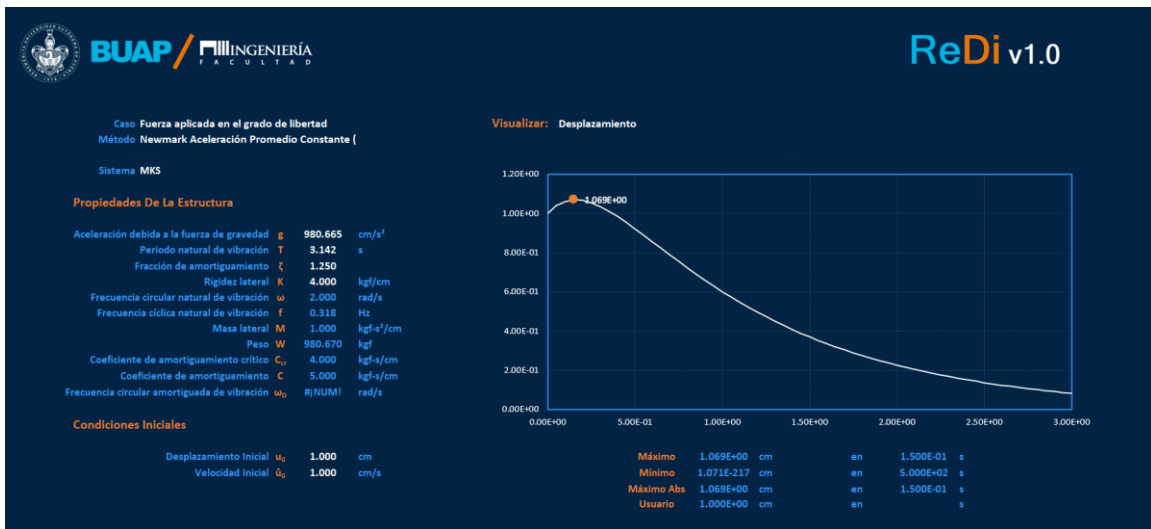 BUAP / INGENIERÍA
FACULTAD
ReDi v1.0
Caso Fuerza aplicada en el grado de libertad
Método Newmark Aceleración Promedio Constante (
Sistema MKS
Propiedades De La Estructura
Aceleración debida a la fuerza de gravedad g 980.665 cm/s²
Periodo natural de vibración T 3.142 s
Fracción de amortiguamiento ζ 1.250
Rigidez lateral K 4.000 kgf/cm
Frecuencia circular natural de vibración ω 2.000 rad/s
Frecuencia cíclica natural de vibración f 0.318 Hz
Masa lateral M 1.000 kgf-s²/cm
Peso W 980.670 kgf
Coeficiente de amortiguamiento crítico Ccr 4.000 kgf-s/cm
Coeficiente de amortiguamiento C 5.000 kgf-s/cm
Frecuencia circular amortiguada de vibración ωD #¡NUM! rad/s
Condiciones Iniciales
Desplazamiento Inicial u₀ 1.000 cm
Velocidad Inicial û₀ 1.000 cm/s
Visualizar: Desplazamiento
1.20E+00
1.069E+00
1.00E+00
8.00E-01
6.00E-01
4.00E-01
2.00E-01
0.00E+00
0.00E+00 5.00E-01 1.00E+00 1.50E+00 2.00E+00 2.50E+00 3.00E+00
Máximo 1.069E+00 cm en 1.500E-01 s
Mínimo 1.071E-217 cm en 5.000E+02 s
Máximo Abs 1.069E+00 cm en 1.500E-01 s
Usuario 1.000E+00 cm en s